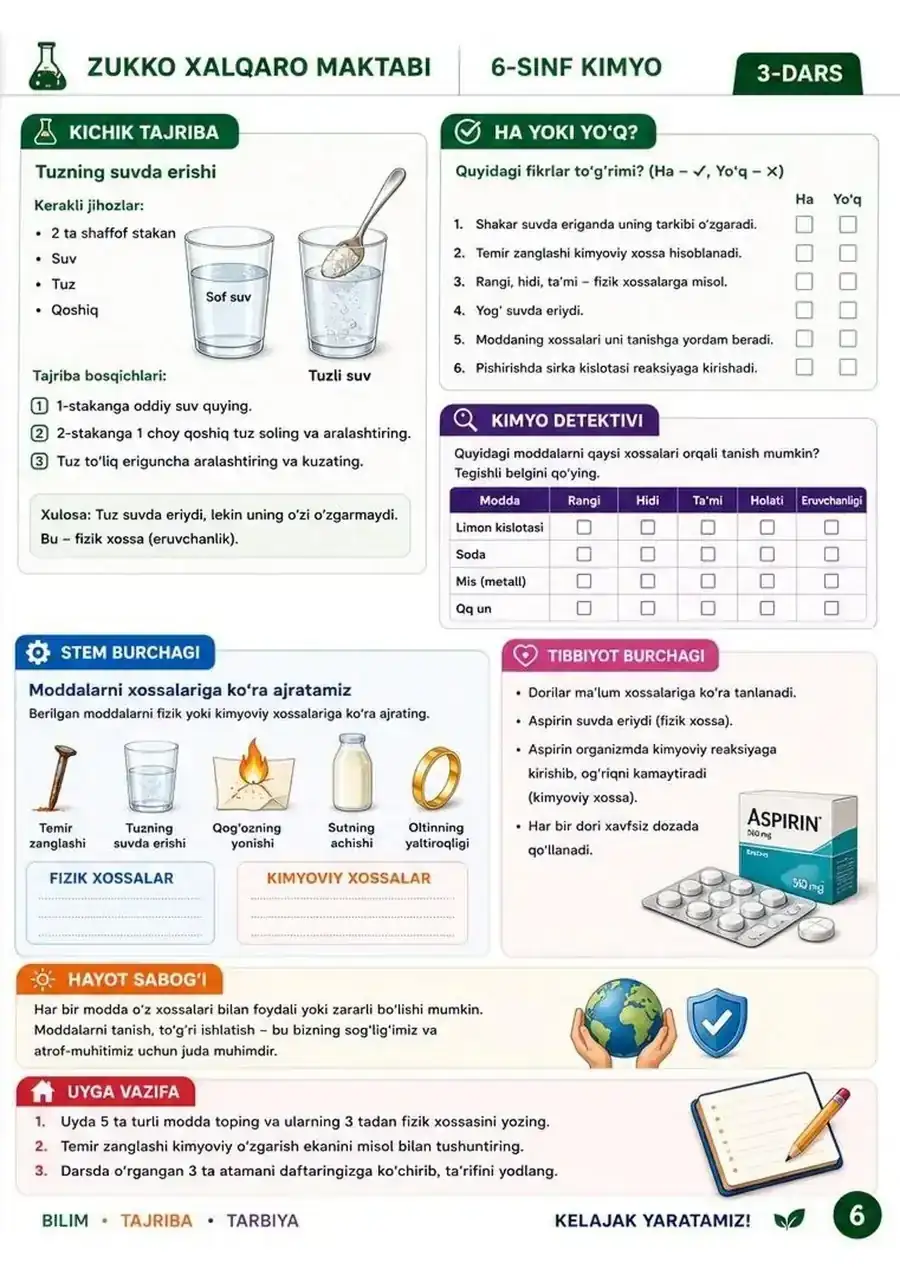 ZUKKO XALQARO MAKTABI
6-SINF KIMYO
3-DARS
KICHIK TAJRIBA
Tuzning suvda erishi
Kerakli jihozlar:
• 2 ta shaffof stakan
• Suv
• Tuz
• Qoshiq
Sof suv
Tuzli suv
Tajriba bosqichlari:
1 1-stakanga oddiy suv quying.
2 2-stakanga 1 choy qoshiq tuz soling va aralashtiring.
3 Tuz to‘liq eriguncha aralashtiring va kuzating.
Xulosa: Tuz suvda eriydi, lekin uning o‘zi o‘zgarmaydi.
Bu – fizik xossa (eruvchanlik).
HA YOKI YO‘Q?
Quyidagi fikrlar to‘g‘rimi? (Ha – ✓, Yo‘q – ✕)
Ha Yo‘q
1. Shakar suvda eriganda uning tarkibi o‘zgaradi.
2. Temir zanglashi kimyoviy xossa hisoblanadi.
3. Rangi, hidi, ta’mi – fizik xossalarga misol.
4. Yog‘ suvda eriydi.
5. Moddaning xossalari uni tanishga yordam beradi.
6. Pishirishda sirka kislotasi reaksiyaga kirishadi.
KIMYO DETEKTIVI
Quyidagi moddalarni qaysi xossalari orqali tanish mumkin?
Tegishli belgini qo‘ying.
Modda Rangi Hidi Ta’mi Holati Eruvchanligi
Limon kislotasi
Soda
Mis (metall)
Qq un
STEM BURCHAGI
Moddalarni xossalariga ko‘ra ajratamiz
Berilgan moddalarni fizik yoki kimyoviy xossalariga ko‘ra ajrating.
Temir
zanglashi
Tuzning
suvda erishi
Qog‘ozning
yonishi
Sutning
achishi
Oltinning
yaltiroqligi
FIZIK XOSSALAR
KIMYOVIY XOSSALAR
TIBBIYOT BURCHAGI
• Dorilar ma’lum xossalariga ko‘ra tanlanadi.
• Aspirin suvda eriydi (fizik xossa).
• Aspirin organizmda kimyoviy reaksiyaga
kirishib, og‘riqni kamaytiradi
(kimyoviy xossa).
• Har bir dori xavfsiz dozada
qo‘llanadi.
ASPIRIN
HAYOT SABOG‘I
Har bir modda o‘z xossalari bilan foydali yoki zararli bo‘lishi mumkin.
Moddalarni tanish, to‘g‘ri ishlatish – bu bizning sog‘lig‘imiz va
atrof-muhitimiz uchun juda muhimdir.
UYGA VAZIFA
1. Uyda 5 ta turli modda toping va ularning 3 tadan fizik xossasini yozing.
2. Temir zanglashi kimyoviy o‘zgarish ekanini misol bilan tushuntiring.
3. Darsda o‘rgangan 3 ta atamani daftaringizga ko‘chirib, ta’rifini yodlang.
BILIM • TAJRIBA • TARBIYA
KELAJAK YARATAMIZ!
6